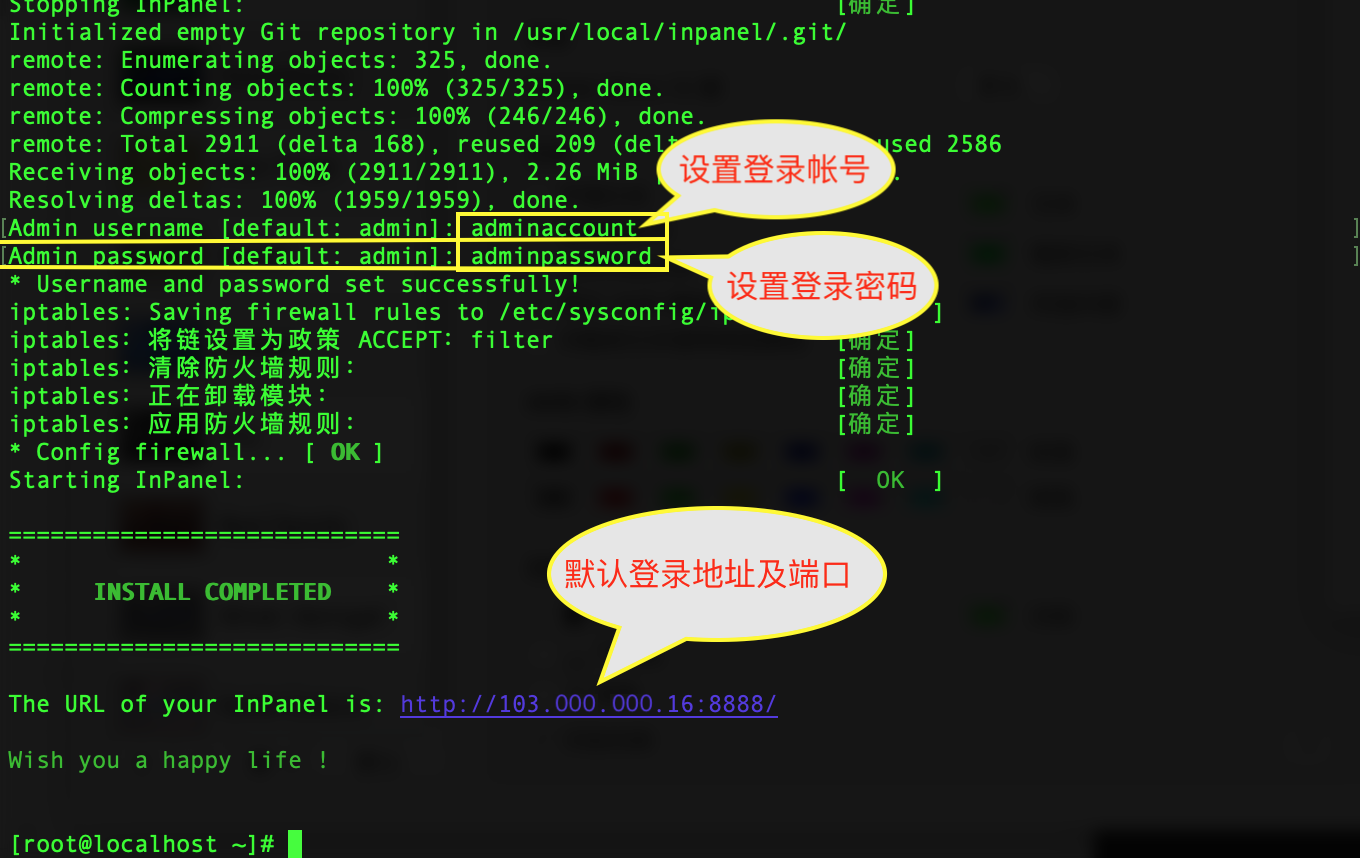 Stopping InPanel: [确定]
Initialized empty Git repository in /usr/local/inpanel/.git/
remote: Enumerating objects: 325, done.
remote: Counting objects: 100% (325/325), done.
remote: Compressing objects: 100% (246/246), done.
remote: Total 2911 (delta 168), reused 209 (delt used 2586
Receiving objects: 100% (2911/2911), 2.26 MiB .
设置登录帐号
Resolving deltas: 100% (1959/1959), done.
[Admin username [default: admin]: adminaccount ]
[Admin password [default: admin]: adminpassword ]
* Username and password set successfully!
设置登录密码
iptables: Saving firewall rules to /etc/sysconfig/ip ]
iptables: 将链设置为政策 ACCEPT: filter [确定]
iptables: 清除防火墙规则: [确定]
iptables: 正在卸载模块: [确定]
iptables: 应用防火墙规则: [确定]
* Config firewall... [ OK ]
Starting InPanel: [ OK ]
============================
* *
* INSTALL COMPLETED *
* *
============================
默认登录地址及端口
The URL of your InPanel is: http://103.000.000.16:8888/
Wish you a happy life !
[root@localhost ~]#